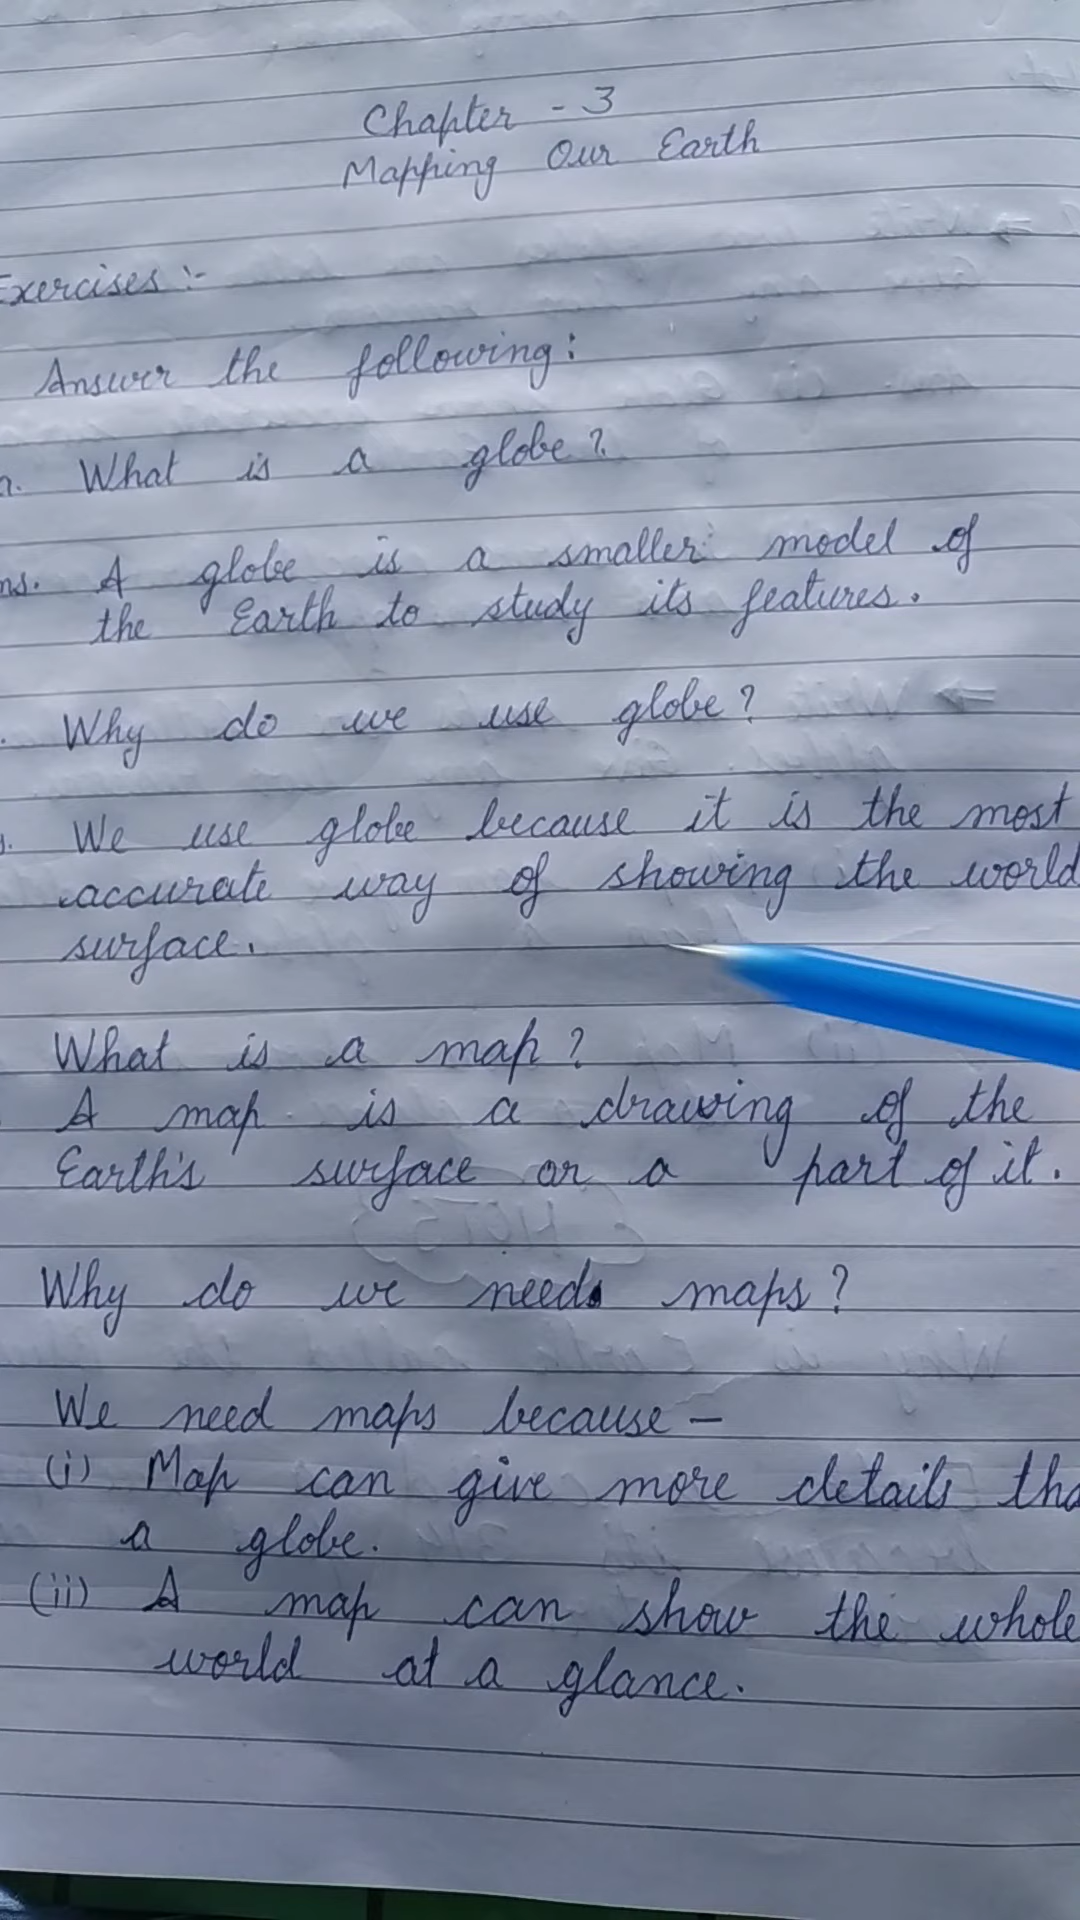 Chapter - 3
Mapping Our Earth
Exercises :-
Answer the following :
What is a globe?
A globe is a smaller model of
the Earth to study its features.
Why do we use globe?
We use globe because it is the most
accurate way of showing the world
surface.
What is a map?
A map is a drawing of the
Earth's surface or a part of it.
Why do we need maps?
We need maps because –
(i) Map can give more details
a globe.
(ii) A map can show the whole
world at a glance.